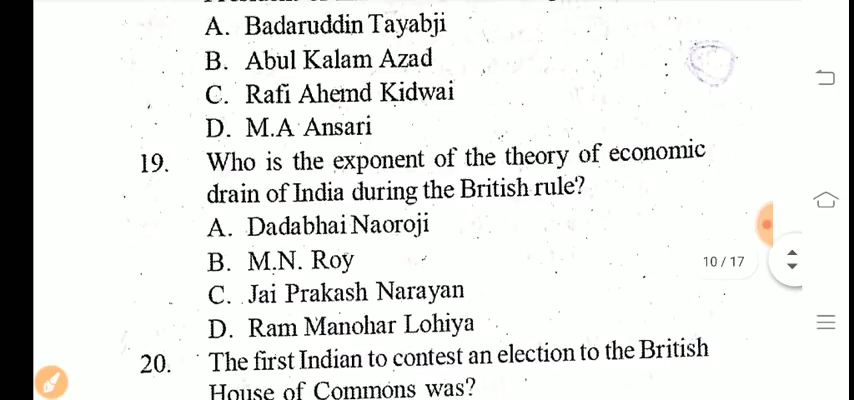 A. Badaruddin Tayabji
B. Abul Kalam Azad
C. Rafi Ahemd Kidwai
D. M.A Ansari
19. Who is the exponent of the theory of economic
drain of India during the British rule?
A. Dadabhai Naoroji
B. M.N. Roy
10 / 17
C. Jai Prakash Narayan
D. Ram Manohar Lohiya
20. The first Indian to contest an election to the British
House of Commons was?